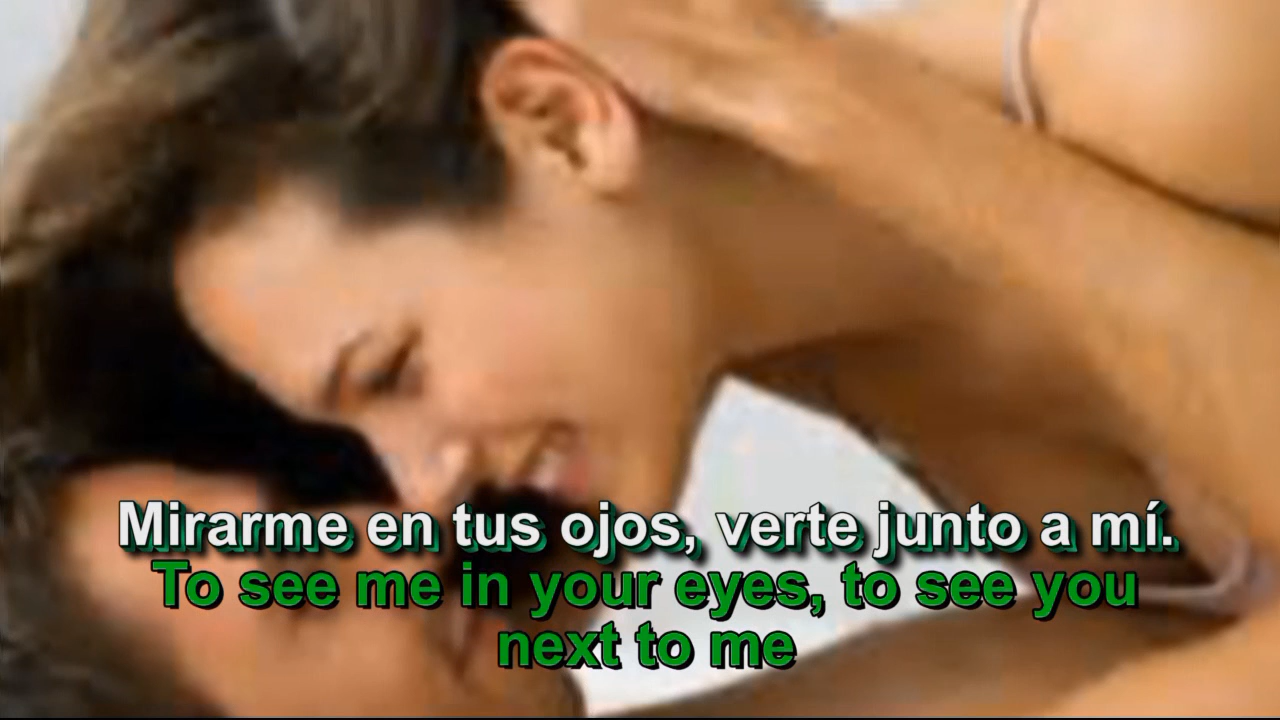 Mirarme en tus ojos, verte junto a mí.
To see me in your eyes, to see you
next to me